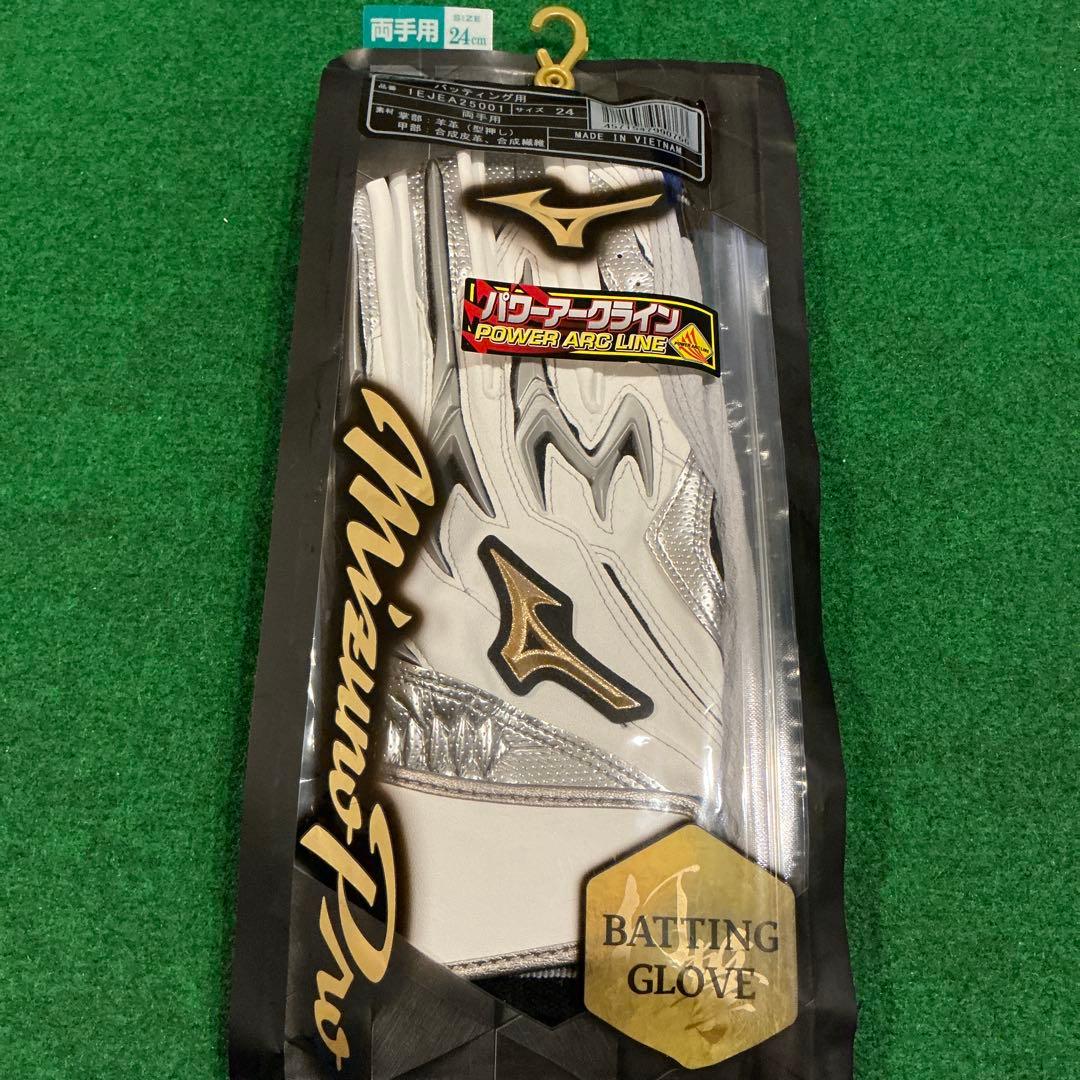 両手用
SIZE
24cm
バッティング用
品番 1EJEA25001 サイズ 24
両手用
素材 掌部:羊革(型押し)
甲部:合成皮革、合成繊維
MADE IN VIETNAM
パワーアークライン
POWER ARC LINE
Mizuno Pro
BATTING
GLOVE